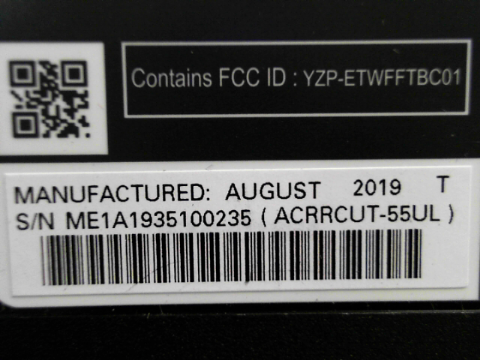 Contains FCC ID : YZP-ETWFFTBC01
MANUFACTURED: AUGUST 2019 T
S/N ME1A1935100235 ( ACRRCUT-55UL )